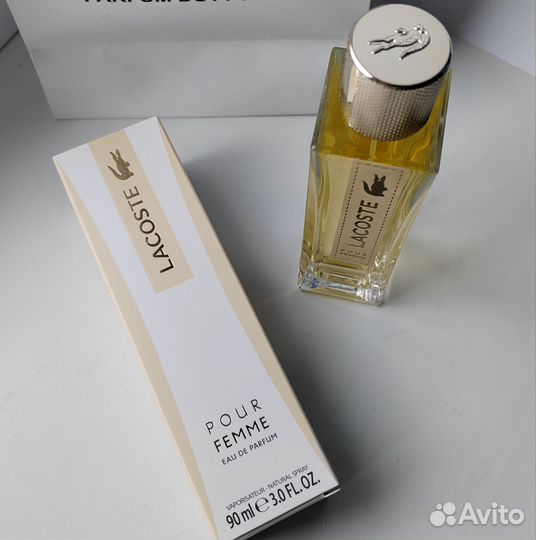 LACOSTE
POUR
FEMME
EAU DE PARFUM
VAPORISATEUR · NATURAL SPRAY
90 ml e 3.0 FL. OZ.
LACOSTE
POUR
FEMME
Avito